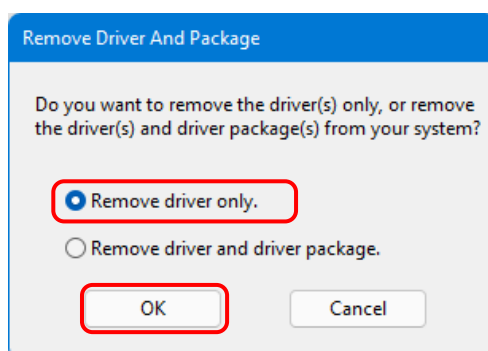 Remove Driver And Package
Do you want to remove the driver(s) only, or remove
the driver(s) and driver package(s) from your system?
Remove driver only.
Remove driver and driver package.
OK
Cancel